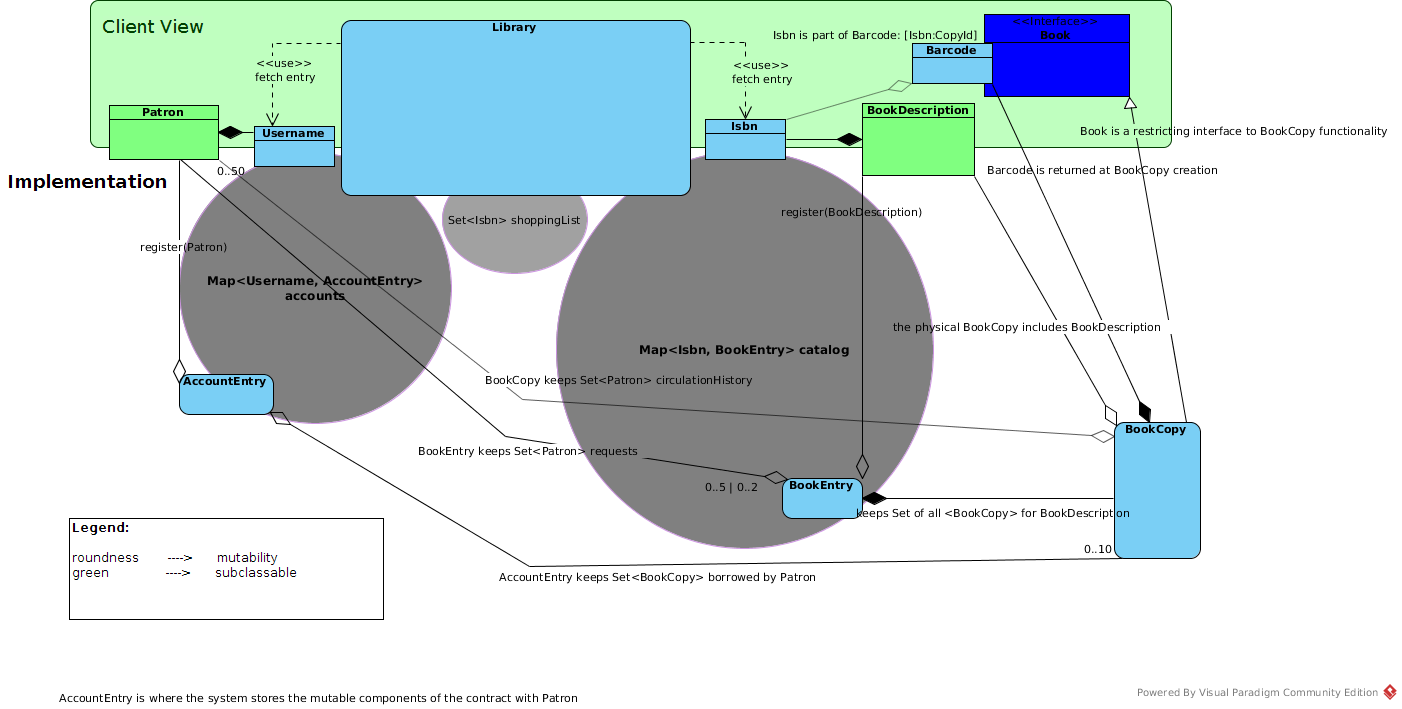 Client View
Library
<<Interface>>
Book
Isbn is part of Barcode: [Isbn:CopyId]
Barcode
<<use>>
fetch entry
<<use>>
fetch entry
Patron
Username
Isbn
BookDescription
Book is a restricting interface to BookCopy functionality
0..50
Barcode is returned at BookCopy creation
Implementation
Set<Isbn> shoppingList
register(BookDescription)
register(Patron)
Map<Username, AccountEntry>
accounts
the physical BookCopy includes BookDescription
Map<Isbn, BookEntry> catalog
AccountEntry
BookCopy keeps Set<Patron> circulationHistory
BookCopy
BookEntry keeps Set<Patron> requests
0..5 | 0..2
BookEntry
keeps Set of all <BookCopy> for BookDescription
Legend:
roundness ----> mutability
green ----> subclassable
0..10
AccountEntry keeps Set<BookCopy> borrowed by Patron
AccountEntry is where the system stores the mutable components of the contract with Patron
Powered By Visual Paradigm Community Edition